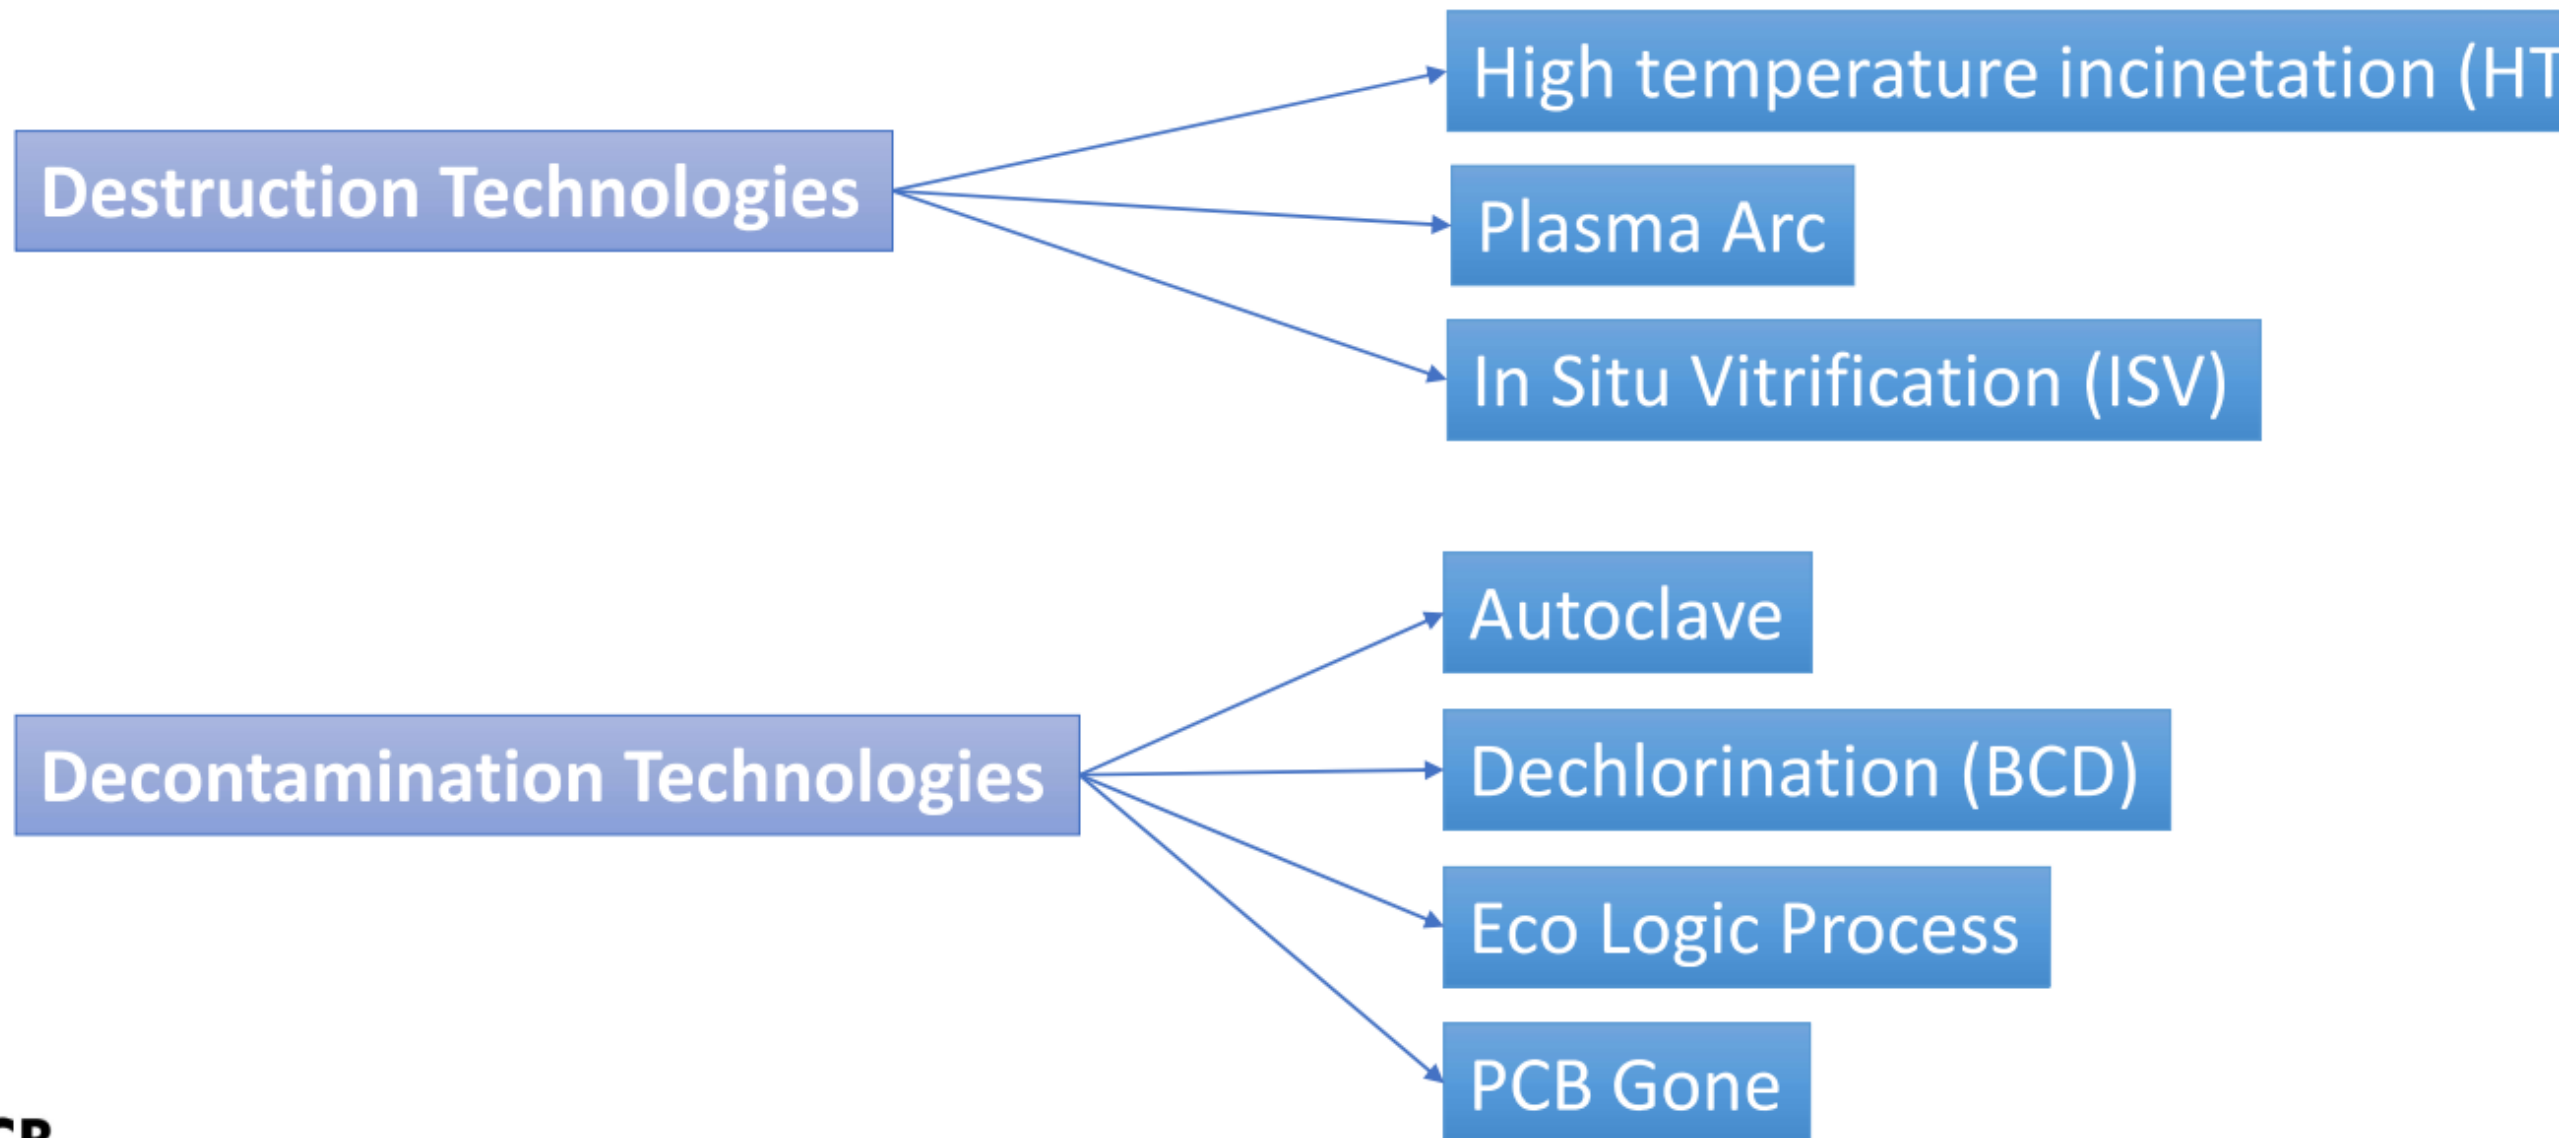 High temperature incinetation (HT
Destruction Technologies
Plasma Arc
In Situ Vitrification (ISV)
Autoclave
Decontamination Technologies
Dechlorination (BCD)
Eco Logic Process
PCB Gone